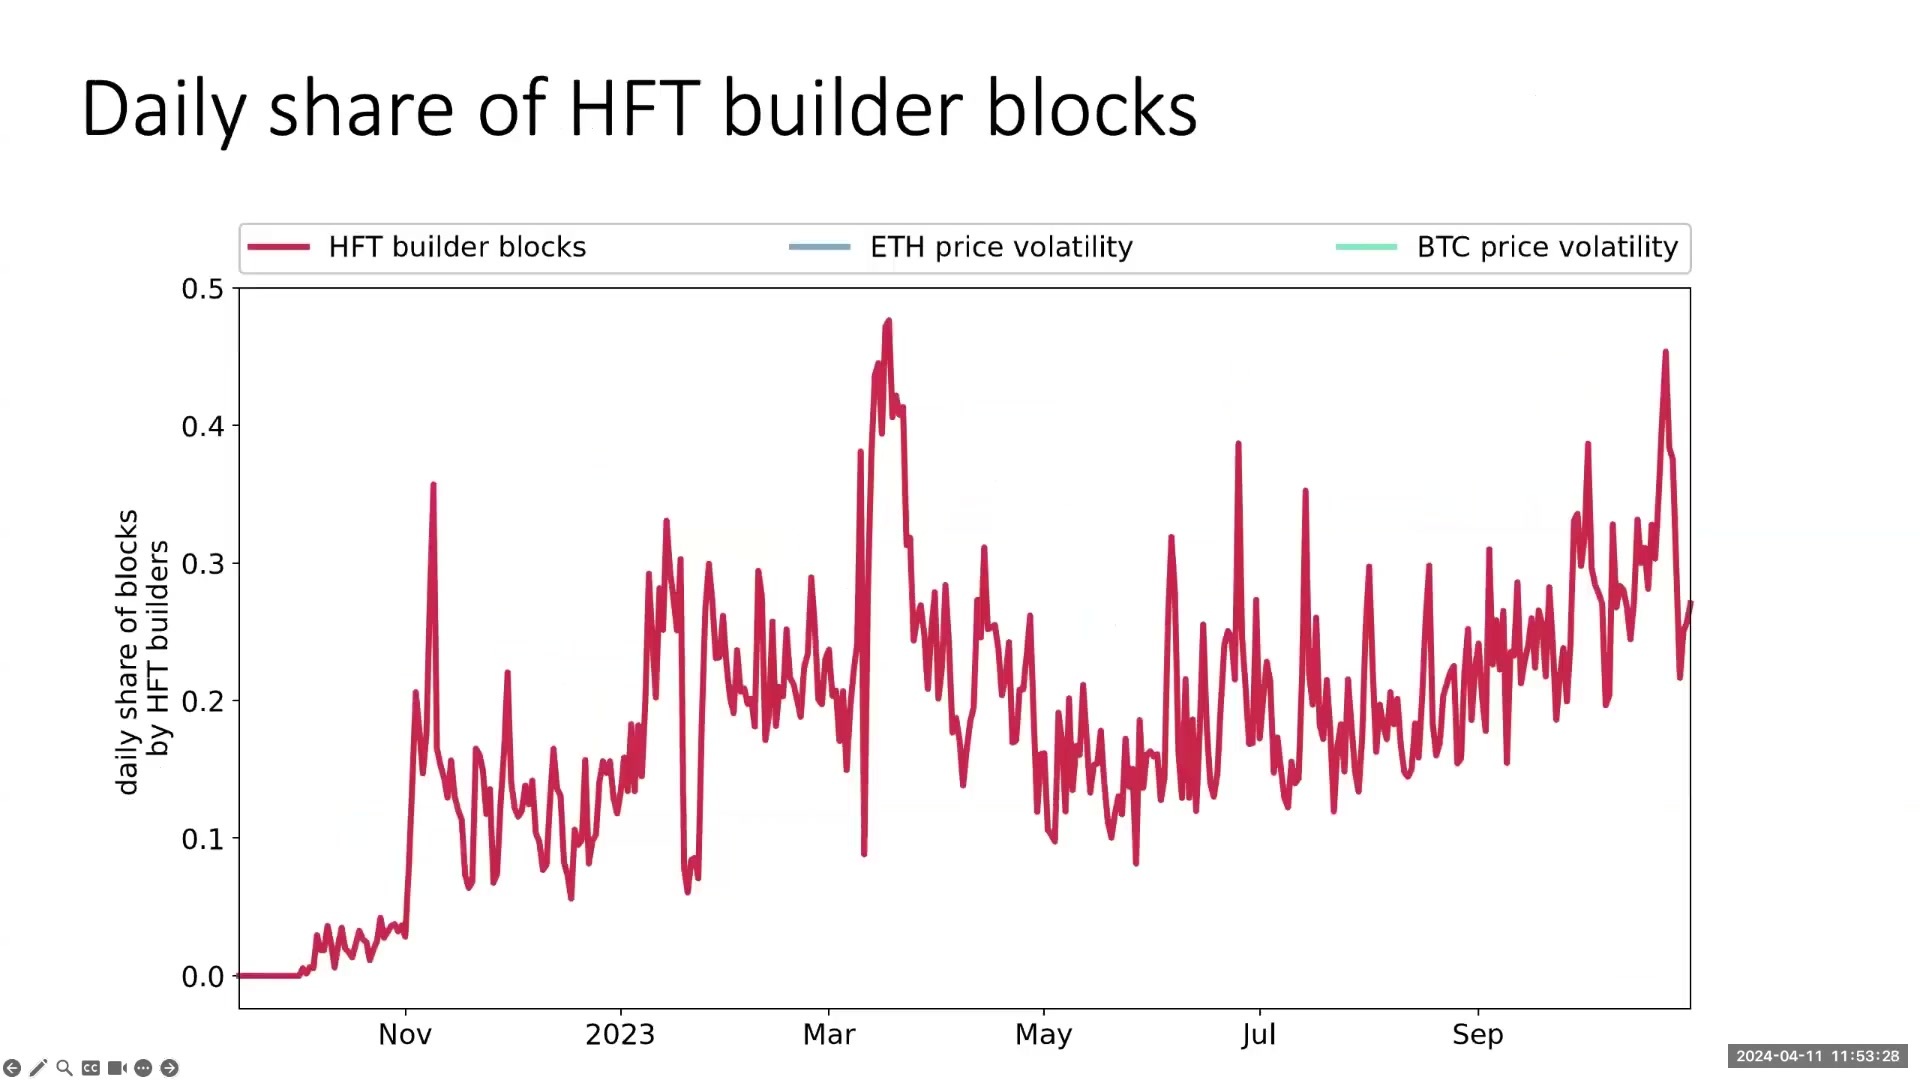 Daily share of HFT builder blocks
HFT builder blocks
ETH price volatility
BTC price volatility
0.5
0.4
0.3
0.2
0.1
0.0
daily share of blocks
by HFT builders
Nov
2023
Mar
May
Jul
Sep
CC
2024-04-11 11:53:28